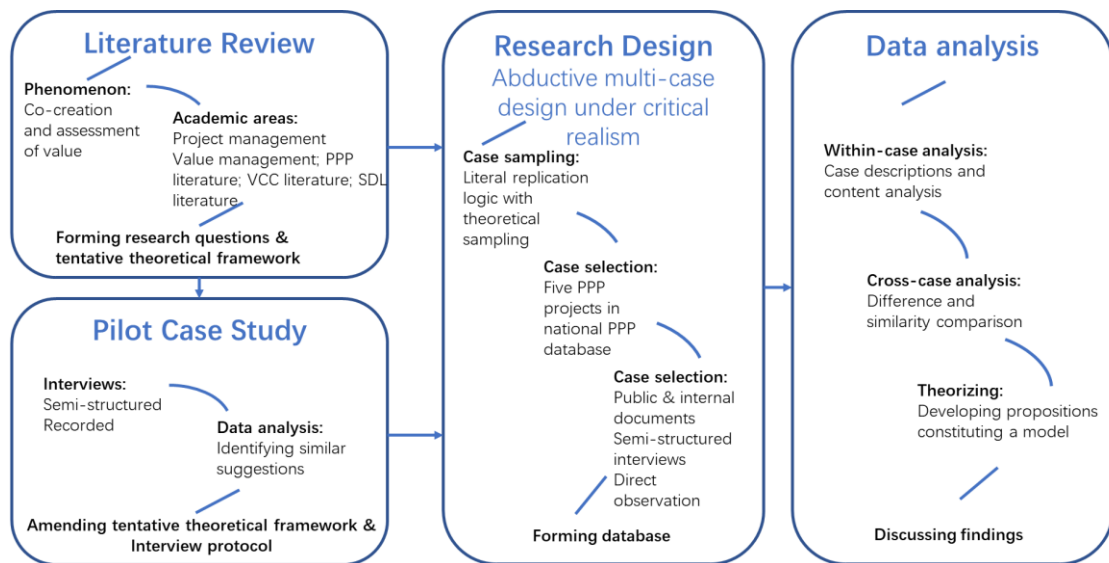 Literature Review
Phenomenon:
Co-creation
and assessment
of value
Academic areas:
Project management
Value management; PPP
literature; VCC literature; SDL
literature
Forming research questions &
tentative theoretical framework
Pilot Case Study
Interviews:
Semi-structured
Recorded
Data analysis:
Identifying similar
suggestions
Amending tentative theoretical framework &
Interview protocol
Research Design
Abductive multi-case
design under critical
realism
Case sampling:
Literal replication
logic with
theoretical
sampling
Case selection:
Five PPP
projects in
national PPP
database
Case selection:
Public & internal
documents
Semi-structured
interviews
Direct
observation
Forming database
Data analysis
Within-case analysis:
Case descriptions and
content analysis
Cross-case analysis:
Difference and
similarity comparison
Theorizing:
Developing propositions
constituting a model
Discussing findings